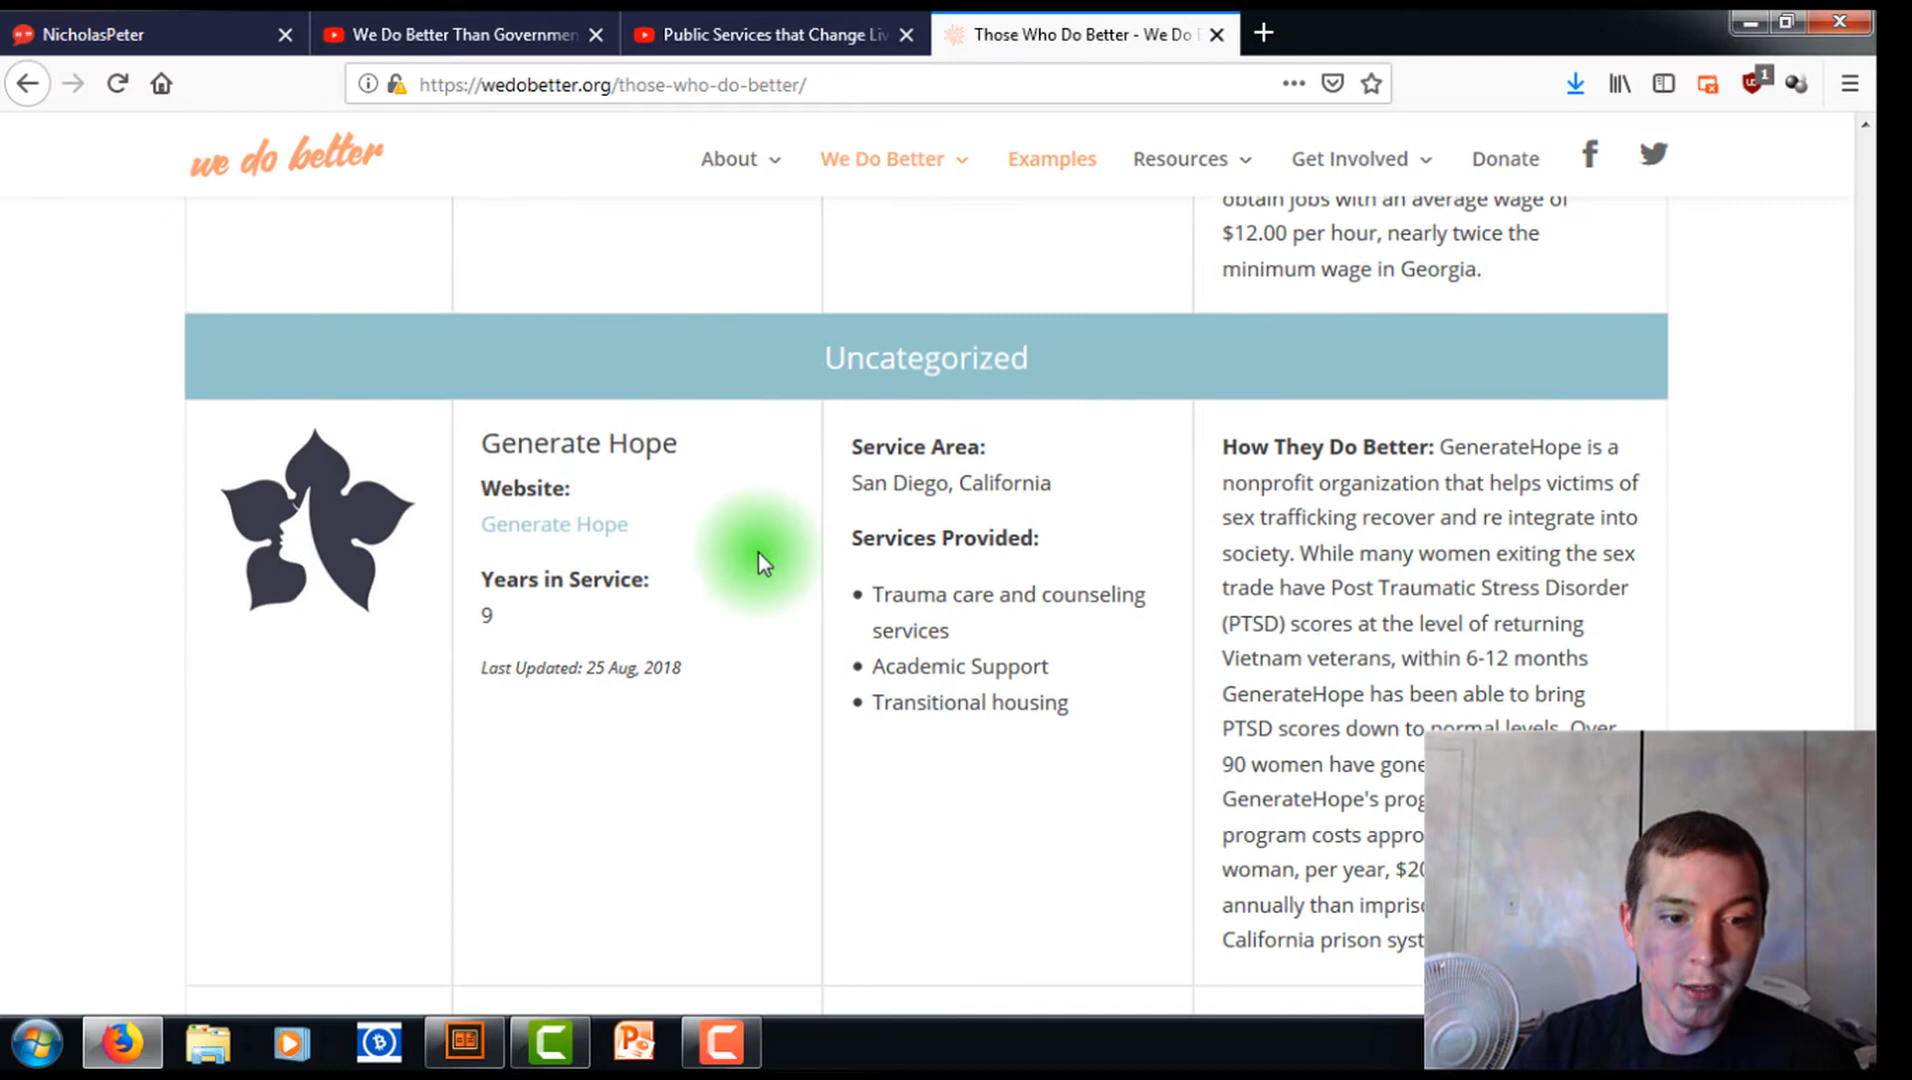 NicholasPeter
We Do Better Than Governmen
Public Services that Change Liv
Those Who Do Better - We Do
https://wedobetter.org/those-who-do-better/
1
we do better
About
We Do Better
Examples
Resources
Get Involved
Donate
obtain jobs with an average wage of
$12.00 per hour, nearly twice the
minimum wage in Georgia.
Uncategorized
Generate Hope
Website:
Generate Hope
Years in Service:
9
Last Updated: 25 Aug, 2018
Service Area:
San Diego, California
Services Provided:
• Trauma care and counseling
services
• Academic Support
• Transitional housing
How They Do Better: GenerateHope is a
nonprofit organization that helps victims of
sex trafficking recover and re integrate into
society. While many women exiting the sex
trade have Post Traumatic Stress Disorder
(PTSD) scores at the level of returning
Vietnam veterans, within 6-12 months
GenerateHope has been able to bring
PTSD scores down to normal levels. Over
90 women have gone
GenerateHope's prog
program costs appro
woman, per year, $20
annually than impriso
California prison syst